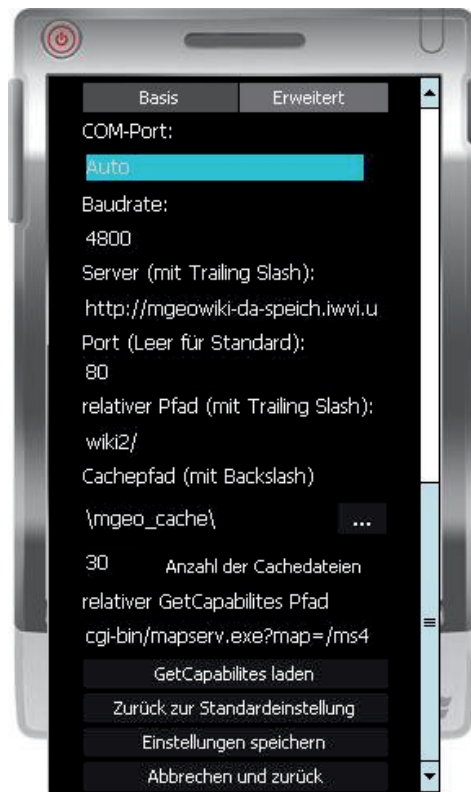 Basis Erweitert
COM-Port:
Auto
Baudrate:
4800
Server (mit Trailing Slash):
http://mgeowiki-da-speich.iwvi.u
Port (Leer für Standard):
80
relativer Pfad (mit Trailing Slash):
wiki2/
Cachepfad (mit Backslash)
\mgeo_cache\ ...
30 Anzahl der Cachedateien
relativer GetCapabilites Pfad
cgi-bin/mapserv.exe?map=/ms4
GetCapabilites laden
Zurück zur Standardeinstellung
Einstellungen speichern
Abbrechen und zurück